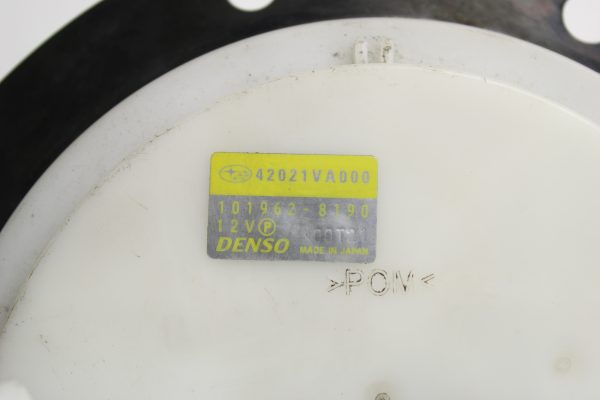 42021VA000
101962-8190
12V Ⓟ
DENSO MADE IN JAPAN
>POM<